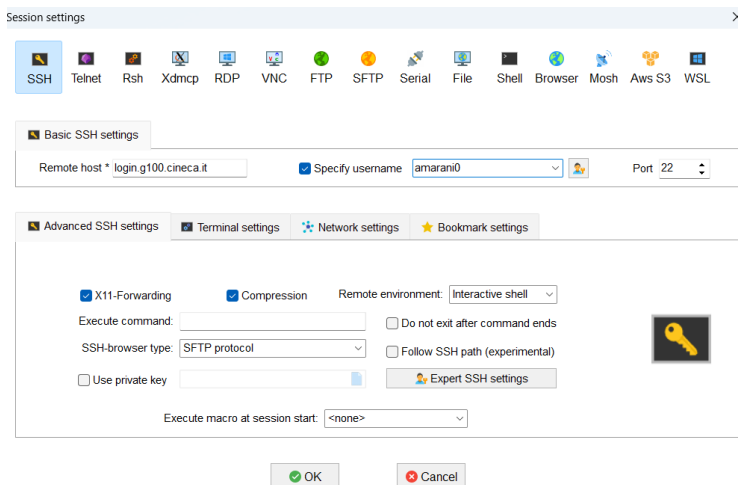 Session settings
SSH Telnet Rsh Xdmcp RDP VNC FTP SFTP Serial File Shell Browser Mosh Aws S3 WSL
Basic SSH settings
Remote host * login.g100.cineca.it Specify username amarani0 Port 22
Advanced SSH settings Terminal settings Network settings Bookmark settings
X11-Forwarding Compression Remote environment: Interactive shell
Execute command: Do not exit after command ends
SSH-browser type: SFTP protocol Follow SSH path (experimental)
Use private key Expert SSH settings
Execute macro at session start: <none>
OK Cancel